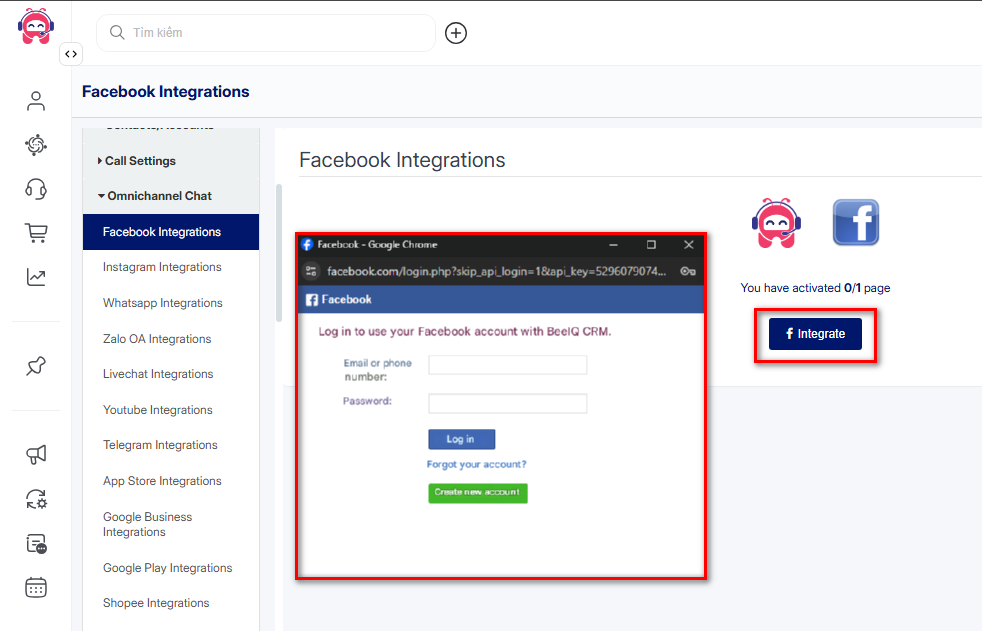 Tìm kiếm
Facebook Integrations
Contacts/Accounts
Call Settings
Omnichannel Chat
Facebook Integrations
Instagram Integrations
Whatsapp Integrations
Zalo OA Integrations
Livechat Integrations
Youtube Integrations
Telegram Integrations
App Store Integrations
Google Business
Integrations
Google Play Integrations
Shopee Integrations
Facebook Integrations
Facebook - Google Chrome
facebook.com/login.php?skip_api_login=1&api_key=5296079074...
Facebook
Log in to use your Facebook account with BeeIQ CRM.
Email or phone
number:
Password:
Log in
Forgot your account?
Create new account
You have activated 0/1 page
Integrate